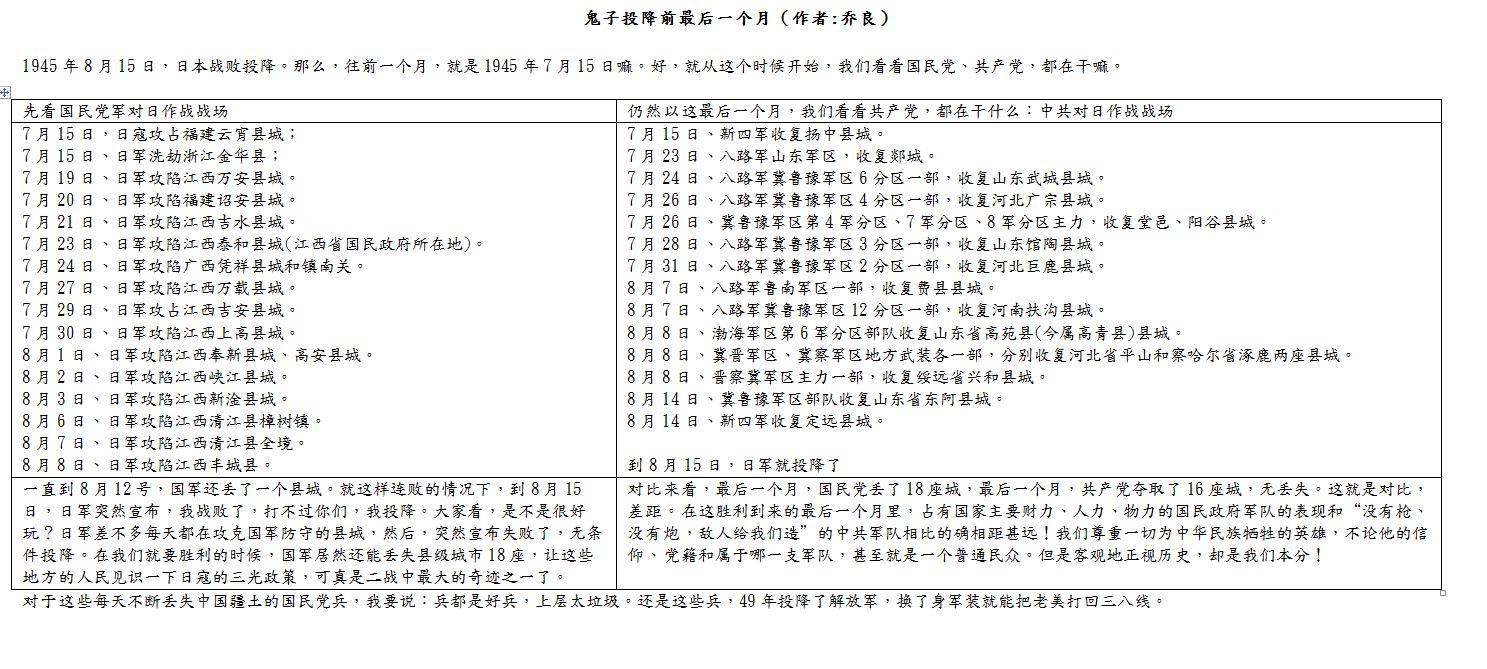 鬼子投降前最后一个月（作者:乔良）
1945 年 8 月 15 日，日本战败投降。那么，往前一个月，就是 1945 年 7 月 15 日嘛。好，就从这个时候开始，我们看看国民党、共产党，都在干嘛。
先看国民党军对日作战战场
7 月 15 日，日寇攻占福建云霄县城；
7 月 15 日、日军洗劫浙江金华县；
7 月 19 日、日军攻陷江西万安县城。
7 月 20 日、日军攻陷福建诏安县城。
7 月 21 日、日军攻陷江西吉水县城。
7 月 23 日、日军攻陷江西泰和县城(江西省国民政府所在地)。
7 月 24 日、日军攻陷广西凭祥县城和镇南关。
7 月 27 日、日军攻陷江西万载县城。
7 月 29 日、日军攻占江西吉安县城。
7 月 30 日、日军攻陷江西上高县城。
8 月 1 日、日军攻陷江西奉新县城、高安县城。
8 月 2 日、日军攻陷江西峡江县城。
8 月 3 日、日军攻陷江西新淦县城。
8 月 6 日、日军攻陷江西清江县樟树镇。
8 月 7 日、日军攻陷江西清江县全境。
8 月 8 日、日军攻陷江西丰城县。
仍然以这最后一个月，我们看看共产党，都在干什么：中共对日作战战场
7 月 15 日、新四军收复扬中县城。
7 月 23 日、八路军山东军区，收复郯城。
7 月 24 日、八路军冀鲁豫军区 6 分区一部，收复山东武城县城。
7 月 26 日、八路军冀鲁豫军区 4 分区一部，收复河北广宗县城。
7 月 26 日、冀鲁豫军区第 4 军分区、7 军分区、8 军分区主力，收复堂邑、阳谷县城。
7 月 28 日、八路军冀鲁豫军区 3 分区一部，收复山东馆陶县城。
7 月 31 日、八路军冀鲁豫军区 2 分区一部，收复河北巨鹿县城。
8 月 7 日、八路军鲁南军区一部，收复费县县城。
8 月 7 日、八路军冀鲁豫军区 12 分区一部，收复河南扶沟县城。
8 月 8 日、渤海军区第 6 军分区部队收复山东省高苑县(今属高青县)县城。
8 月 8 日、冀晋军区、冀察军区地方武装各一部，分别收复河北省平山和察哈尔省涿鹿两座县城。
8 月 8 日、晋察冀军区主力一部，收复绥远省兴和县城。
8 月 14 日、冀鲁豫军区部队收复山东省东阿县城。
8 月 14 日、新四军收复定远县城。
到 8 月 15 日，日军就投降了
一直到 8 月 12 号，国军还丢了一个县城。就这样连败的情况下，到 8 月 15
日，日军突然宣布，我战败了，打不过你们，我投降。大家看，是不是很好
玩？日军差不多每天都在攻克国军防守的县城，然后，突然宣布失败了，无条
件投降。在我们就要胜利的时候，国军居然还能丢失县级城市 18 座，让这些
地方的人民见识一下日寇的三光政策，可真是二战中最大的奇迹之一了。
对比来看，最后一个月，国民党丢了 18 座城，最后一个月，共产党夺取了 16 座城，无丢失。这就是对比，
差距。在这胜利到来的最后一个月里，占有国家主要财力、人力、物力的国民政府军队的表现和“没有枪、
没有炮，敌人给我们造”的中共军队相比的确相距甚远！我们尊重一切为中华民族牺牲的英雄，不论他的信
仰、党籍和属于哪一支军队，甚至就是一个普通民众。但是客观地正视历史，却是我们本分！
对于这些每天不断丢失中国疆土的国民党兵，我要说：兵都是好兵，上层太垃圾。还是这些兵，49 年投降了解放军，换了身军装就能把老美打回三八线。